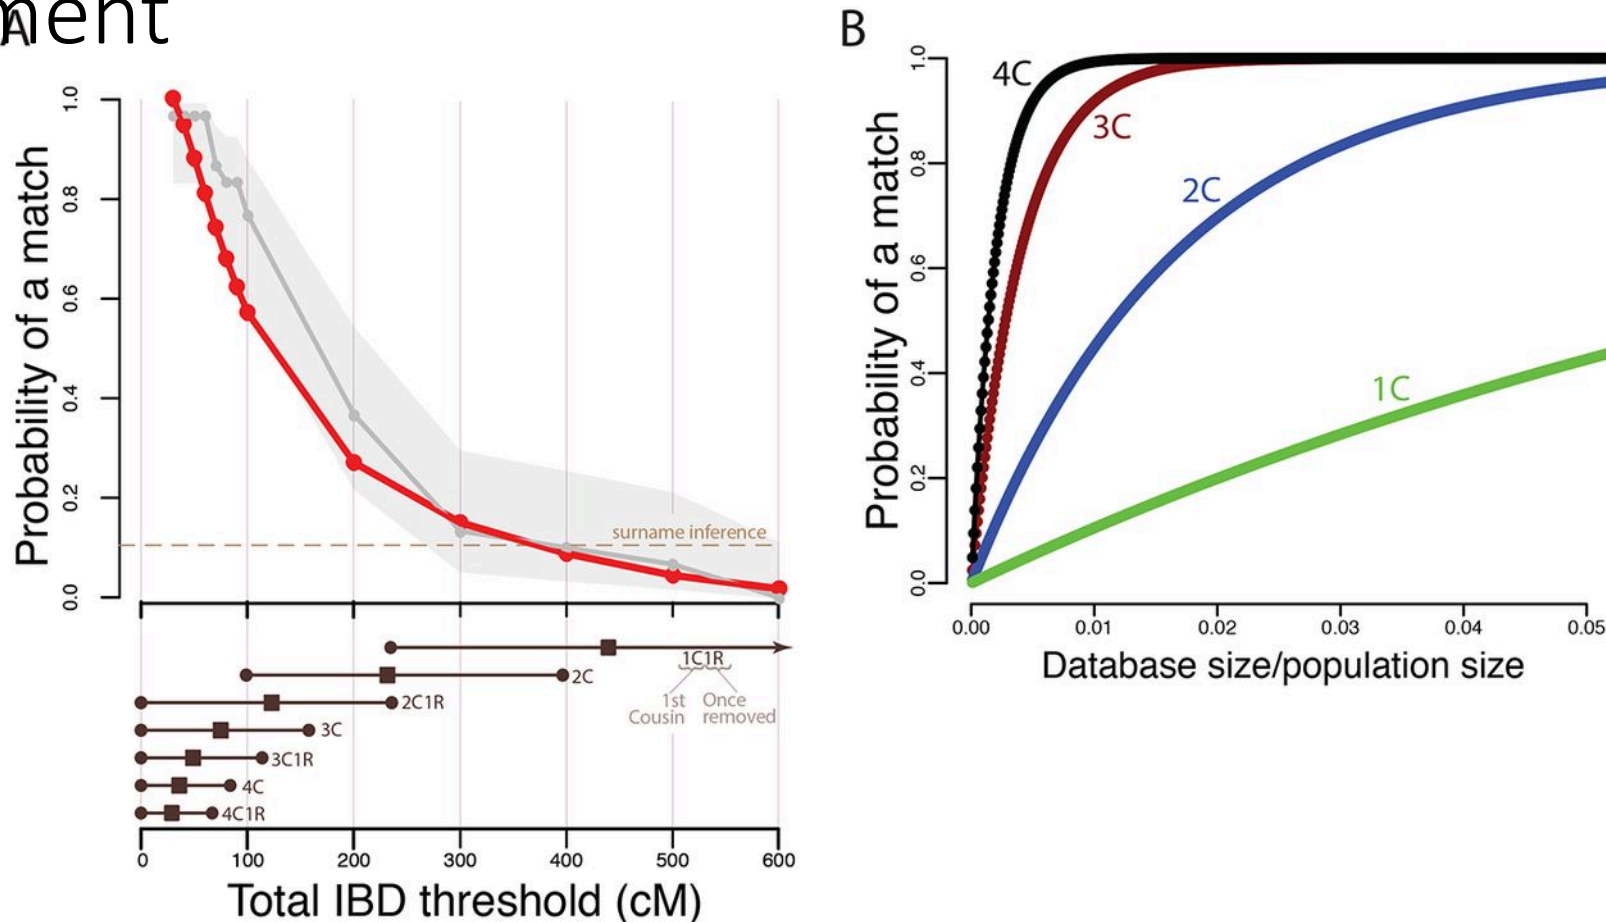 ment
A
Probability of a match
1.0
0.8
0.6
0.4
0.2
0.0
surname inference
1C1R
1st Cousin
Once removed
2C
2C1R
3C
3C1R
4C
4C1R
0 100 200 300 400 500 600
Total IBD threshold (cM)
B
Probability of a match
1.0
0.8
0.6
0.4
0.2
0.0
4C
3C
2C
1C
0.00 0.01 0.02 0.03 0.04 0.05
Database size/population size